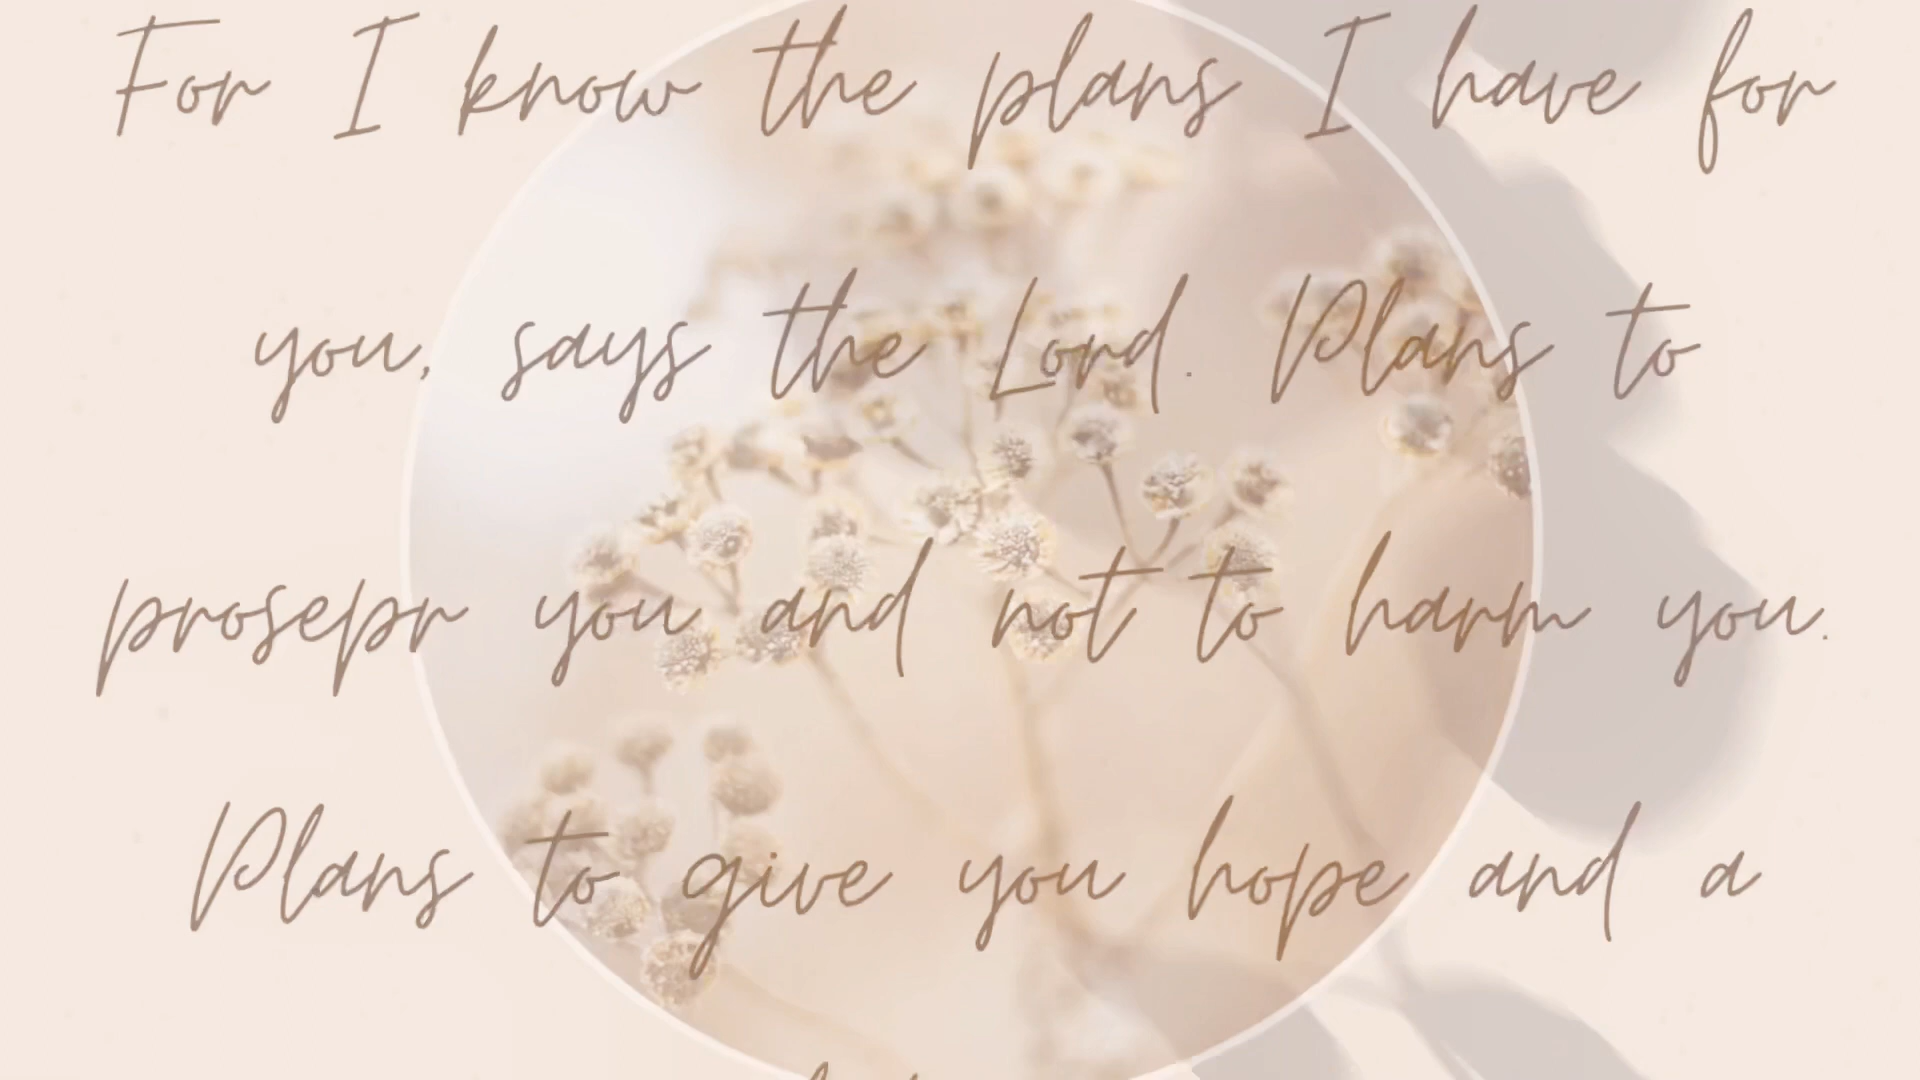 For I know the plans I have for
you, says the Lord. Plans to
prosepr you and not to harm you.
Plans to give you hope and a